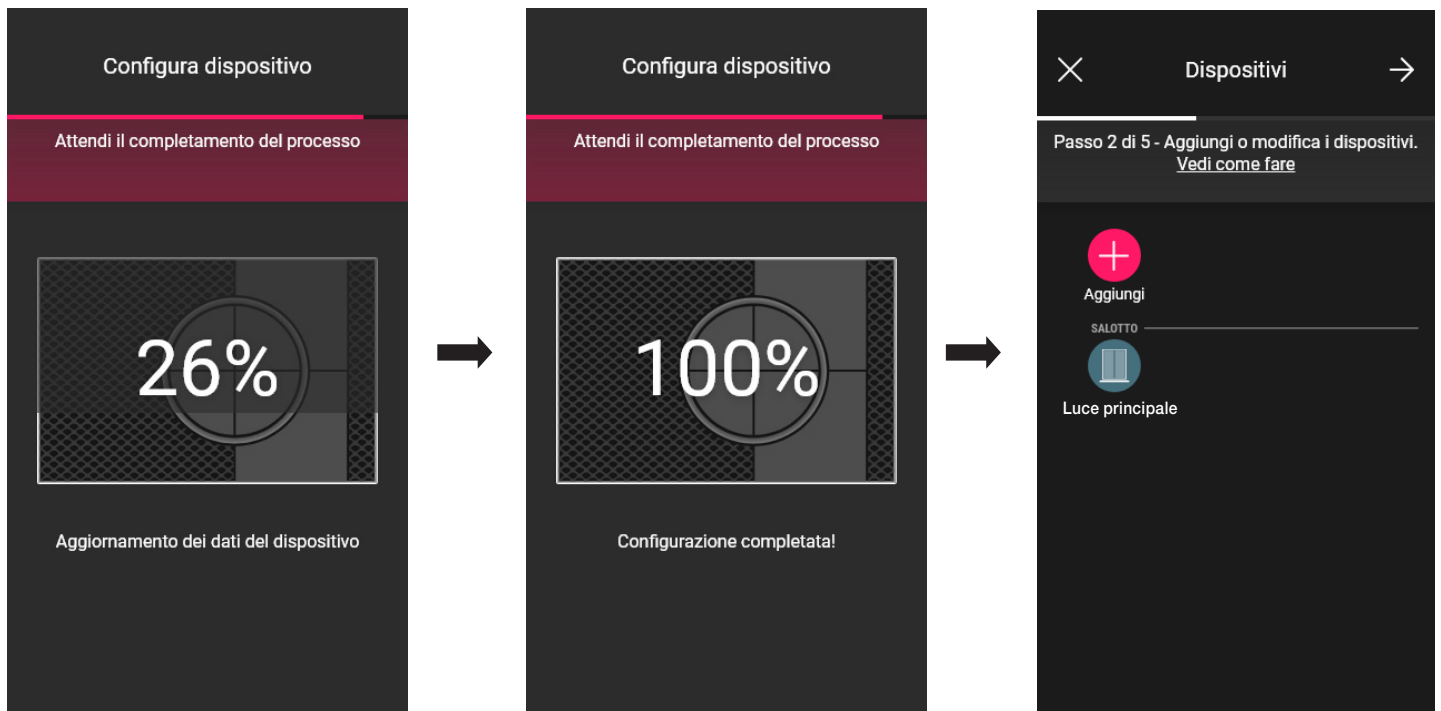 Configura dispositivo
Attendi il completamento del processo
26%
Aggiornamento dei dati del dispositivo
Configura dispositivo
Attendi il completamento del processo
100%
Configurazione completata!
Dispositivi
Passo 2 di 5 - Aggiungi o modifica i dispositivi.
Vedi come fare
Aggiungi
SALOTTO
Luce principale